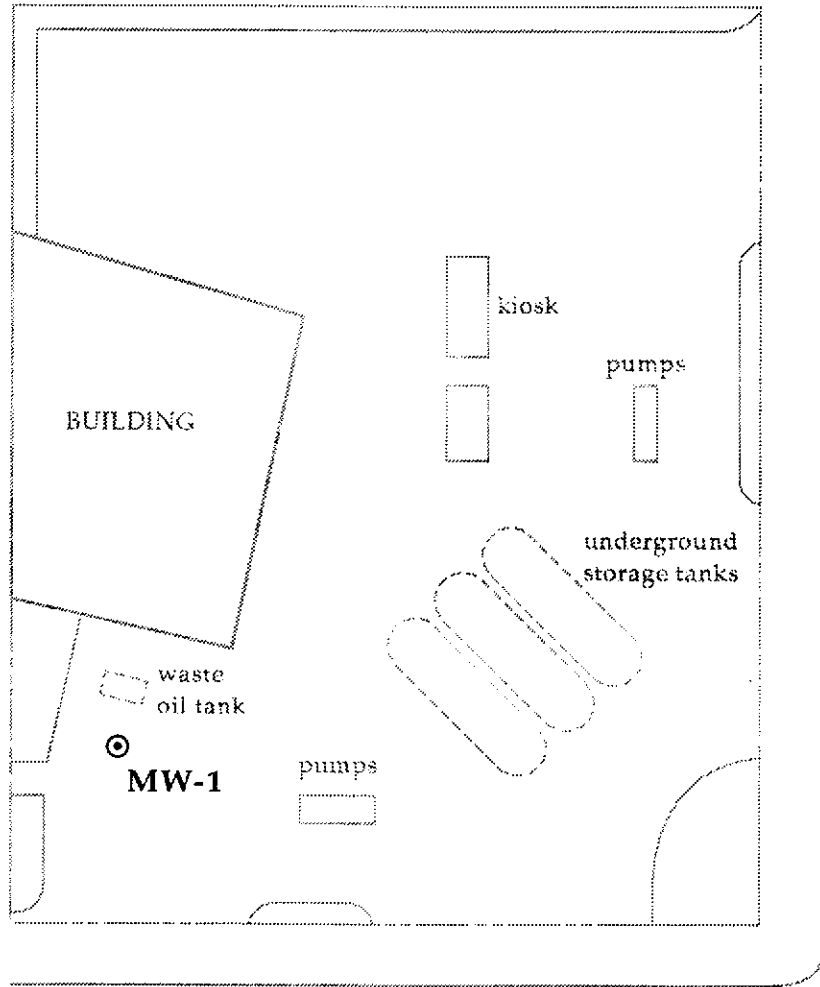 kiosk
pumps
BUILDING
underground
storage tanks
waste
oil tank
MW-1
pumps